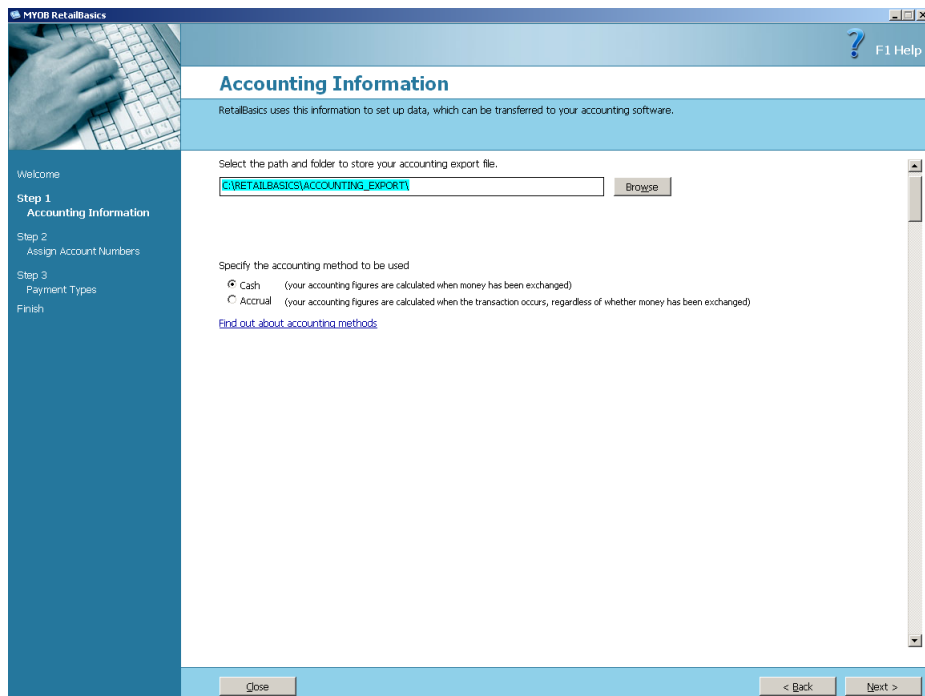 MYOB RetailBasics
F1 Help
Accounting Information
RetailBasics uses this information to set up data, which can be transferred to your accounting software.
Welcome
Step 1
Accounting Information
Step 2
Assign Account Numbers
Step 3
Payment Types
Finish
Select the path and folder to store your accounting export file.
C:\RETAILBASICS\ACCOUNTING_EXPORT\
Browse
Specify the accounting method to be used
Cash (your accounting figures are calculated when money has been exchanged)
Accrual (your accounting figures are calculated when the transaction occurs, regardless of whether money has been exchanged)
Find out about accounting methods
Close
< Back
Next >